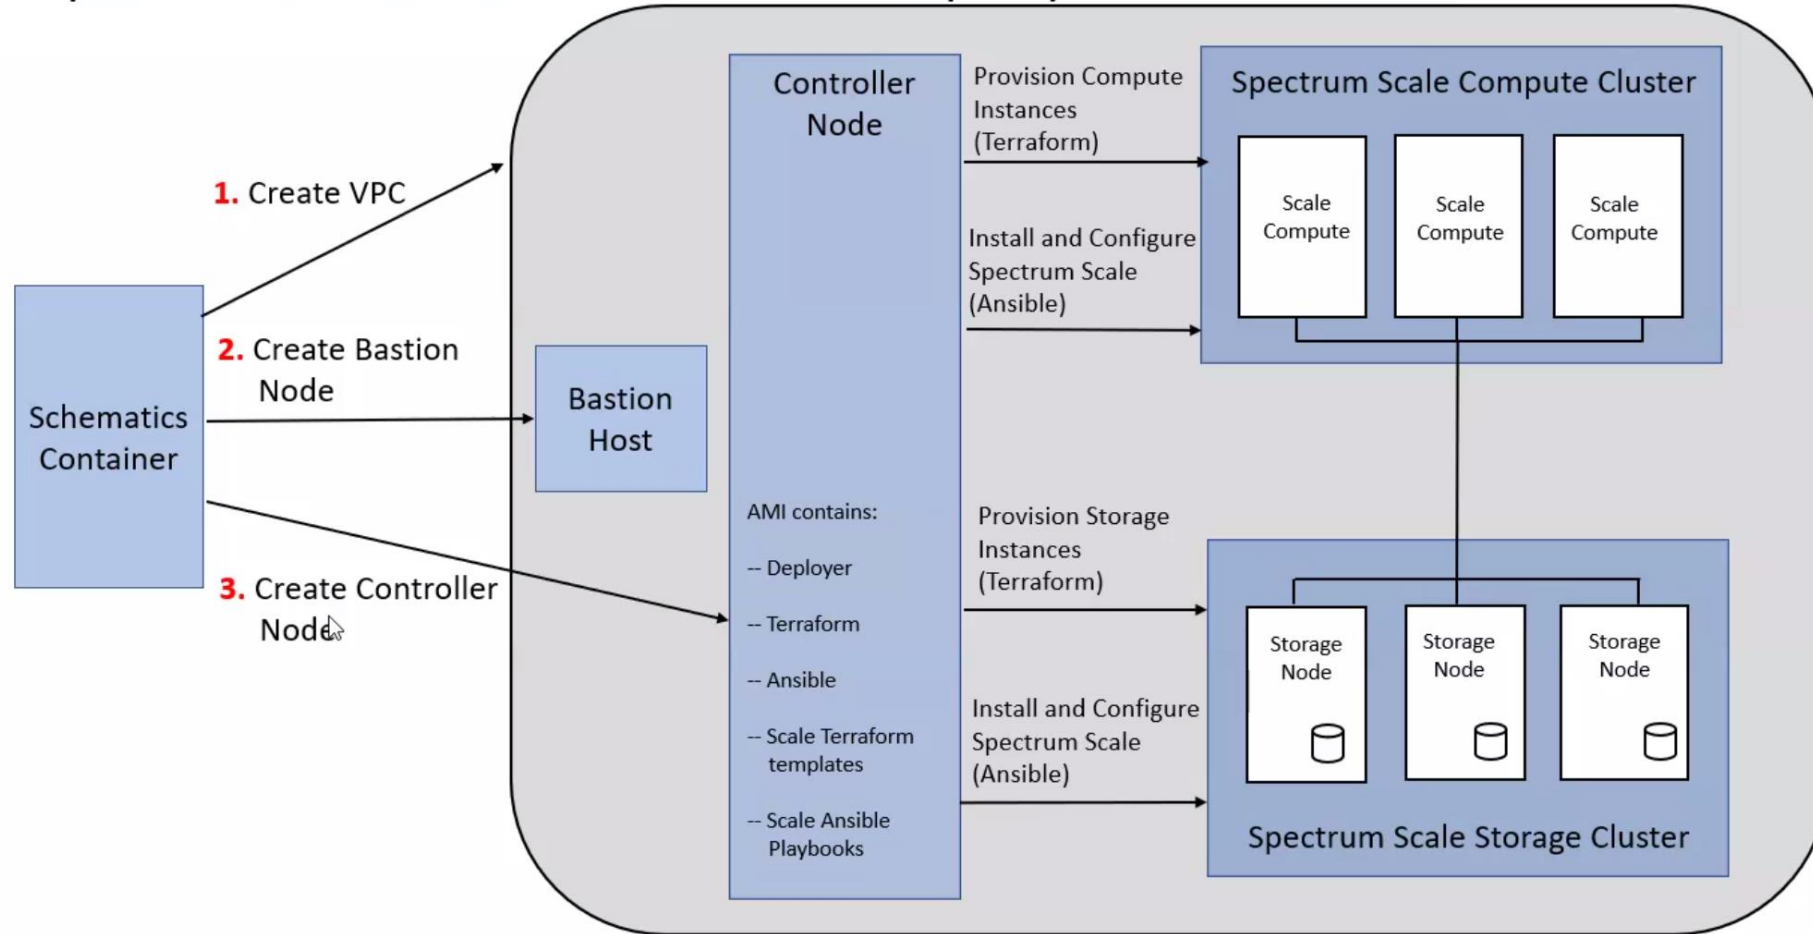 1. Create VPC
2. Create Bastion
Node
3. Create Controller
Node
Schematics
Container
Bastion
Host
Controller
Node
AMI contains:
-- Deployer
-- Terraform
-- Ansible
-- Scale Terraform
templates
-- Scale Ansible
Playbooks
Provision Compute
Instances
(Terraform)
Install and Configure
Spectrum Scale
(Ansible)
Provision Storage
Instances
(Terraform)
Install and Configure
Spectrum Scale
(Ansible)
Spectrum Scale Compute Cluster
Scale
Compute
Scale
Compute
Scale
Compute
Storage
Node
Storage
Node
Storage
Node
Spectrum Scale Storage Cluster